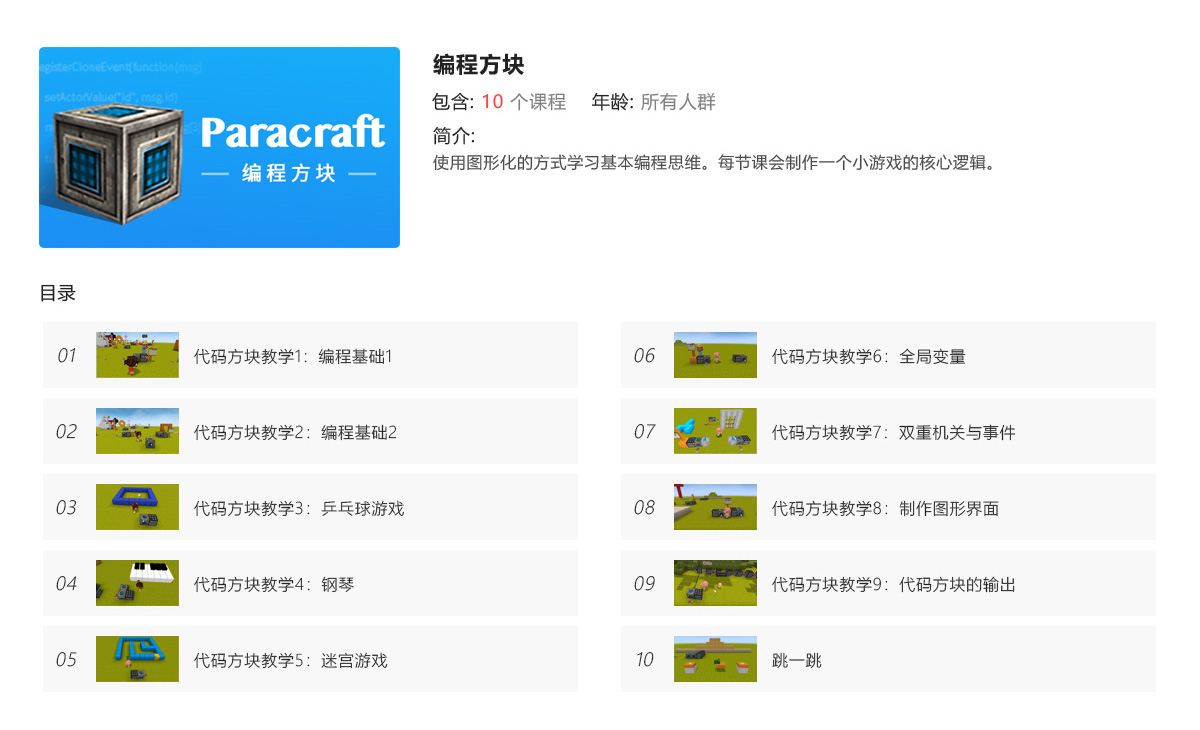 egisterCloneEvent(function(msg)
setActorValue("id", msg.id)
Paracraft
编程方块
编程方块
包含: 10 个课程 年龄: 所有人群
简介:
使用图形化的方式学习基本编程思维。每节课会制作一个小游戏的核心逻辑。
目录
01 代码方块教学1：编程基础1
02 代码方块教学2：编程基础2
03 代码方块教学3：乒乓球游戏
04 代码方块教学4：钢琴
05 代码方块教学5：迷宫游戏
06 代码方块教学6：全局变量
07 代码方块教学7：双重机关与事件
08 代码方块教学8：制作图形界面
09 代码方块教学9：代码方块的输出
10 跳一跳